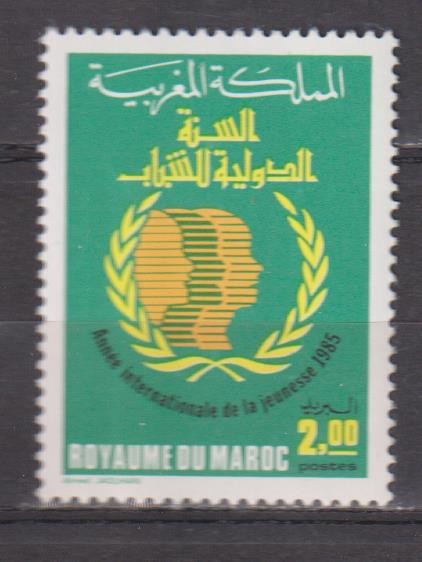 المملكة المغربية
السنة
الدولية للشباب
Année internationale de la jeunesse 1985
البريد
2,00
ROYAUME DU MAROC
postes